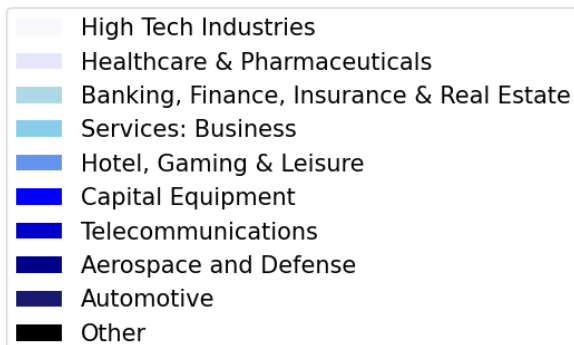 High Tech Industries
Healthcare & Pharmaceuticals
Banking, Finance, Insurance & Real Estate
Services: Business
Hotel, Gaming & Leisure
Capital Equipment
Telecommunications
Aerospace and Defense
Automotive
Other